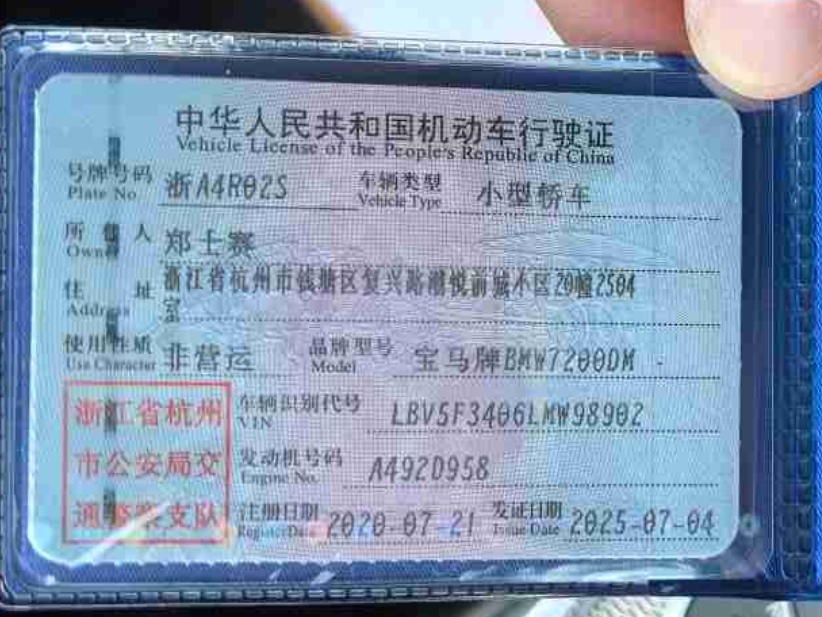 中华人民共和国机动车行驶证
Vehicle License of the People's Republic of China
号牌号码 浙A4R02S 车辆类型 小型轿车
Plate No. Vehicle Type
所有人 郑士赛
Owner
住址 浙江省杭州市钱塘区复兴路潮悦前城小区20幢2504
Address 室
使用性质 非营运 品牌型号 宝马牌BMW7200DM
Use Character Model
浙江省杭州 车辆识别代号 LBV5F3406LMW98902
VIN
市公安局交 发动机号码 A492D958
Engine No.
通警察支队 注册日期 2020-07-21 发证日期 2025-07-04
Register Date Issue Date